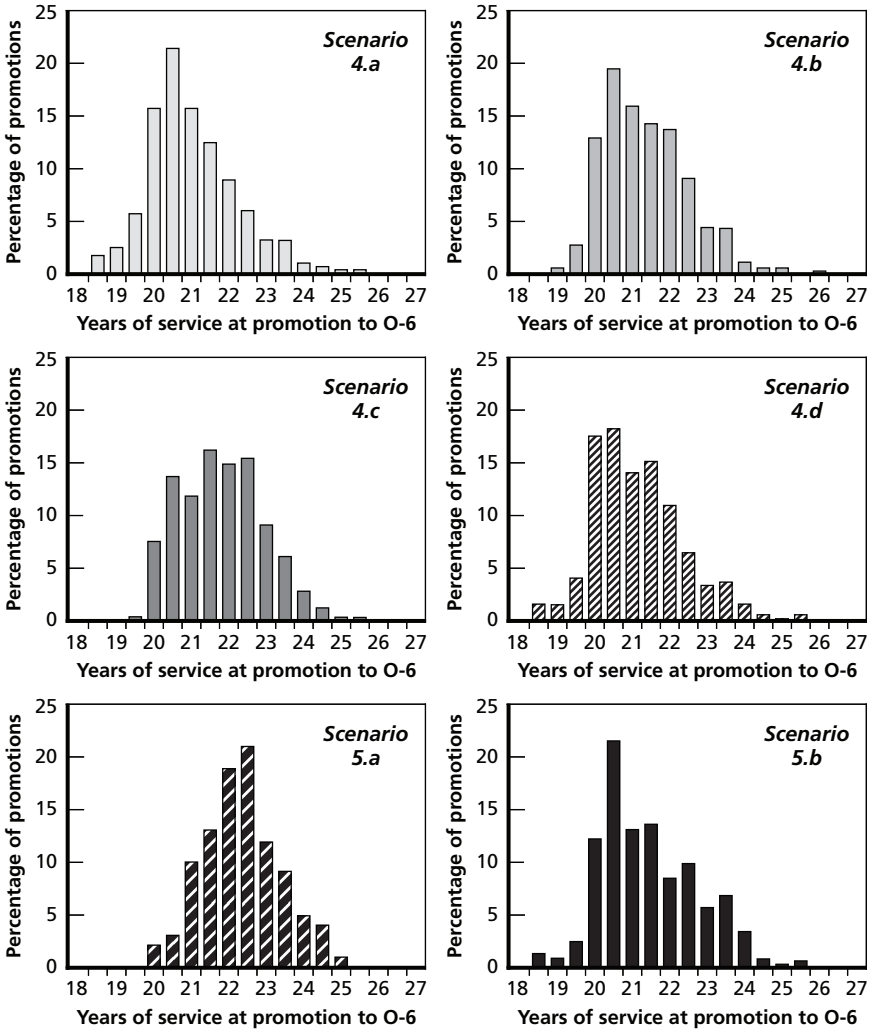 Scenario
4.a
Percentage of promotions
25
20
15
10
5
0
18 19 20 21 22 23 24 25 26 27
Years of service at promotion to O-6
Scenario
4.b
Percentage of promotions
25
20
15
10
5
0
18 19 20 21 22 23 24 25 26 27
Years of service at promotion to O-6
Scenario
4.c
Percentage of promotions
25
20
15
10
5
0
18 19 20 21 22 23 24 25 26 27
Years of service at promotion to O-6
Scenario
4.d
Percentage of promotions
25
20
15
10
5
0
18 19 20 21 22 23 24 25 26 27
Years of service at promotion to O-6
Scenario
5.a
Percentage of promotions
25
20
15
10
5
0
18 19 20 21 22 23 24 25 26 27
Years of service at promotion to O-6
Scenario
5.b
Percentage of promotions
25
20
15
10
5
0
18 19 20 21 22 23 24 25 26 27
Years of service at promotion to O-6